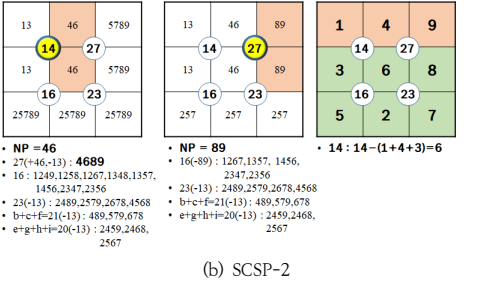 13 46 5789
14 27
13 46 5789
16 23
25789 25789 25789
• NP =46
• 27(+46,-13) : 4689
• 16 : 1249,1258,1267,1348,1357,
1456,2347,2356
• 23(-13) : 2489,2579,2678,4568
• b+c+f=21(-13) : 489,579,678
• e+g+h+i=20(-13) : 2459,2468,
2567
13 46 89
14 27
13 46 89
16 23
257 257 257
• NP = 89
• 16(-89) : 1267,1357, 1456,
2347,2356
• 23(-13) : 2489,2579,2678,4568
• b+c+f=21(-13) : 489,579,678
• e+g+h+i=20(-13) : 2459,2468,
2567
1 4 9
14 27
3 6 8
16 23
5 2 7
• 14 : 14-(1+4+3)=6
(b) SCSP-2